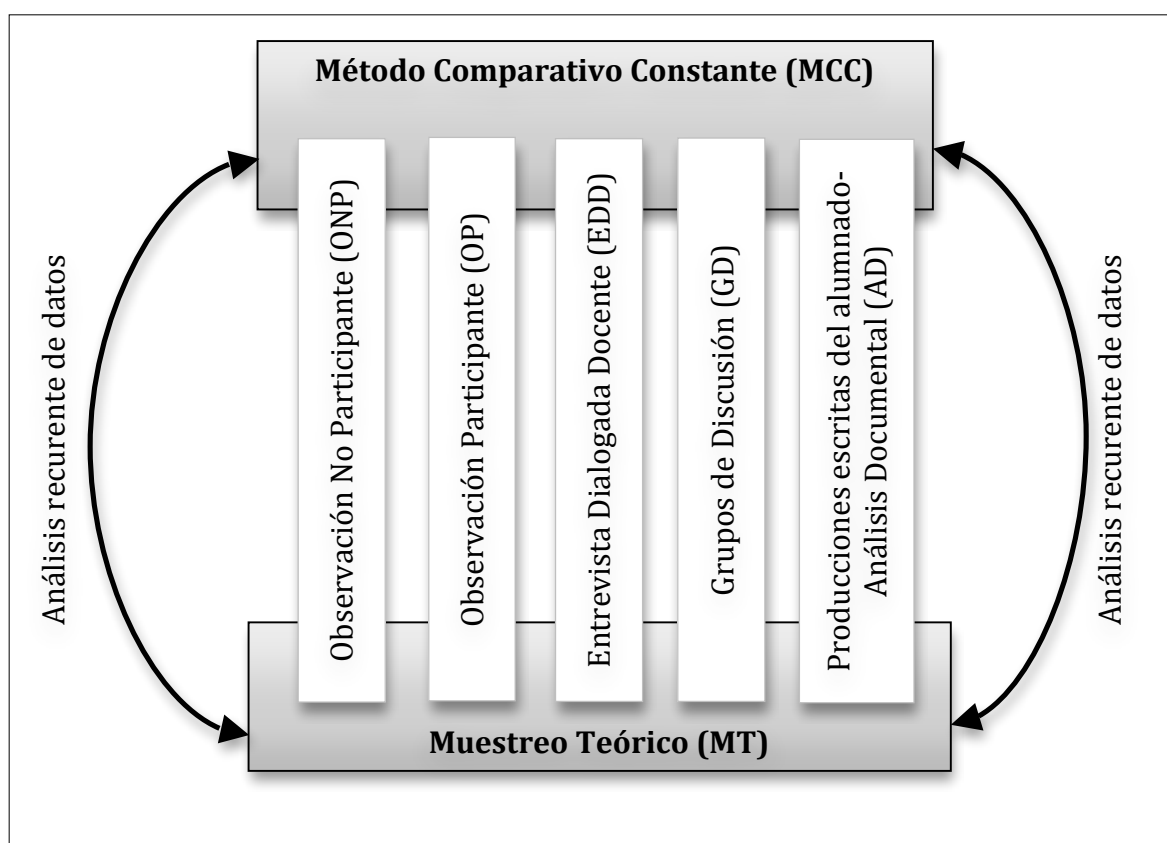 Método Comparativo Constante (MCC)
Análisis recurente de datos
Observación No Participante (ONP)
Observación Participante (OP)
Entrevista Dialogada Docente (EDD)
Grupos de Discusión (GD)
Producciones escritas del alumnado-
Análisis Documental (AD)
Análisis recurente de datos
Muestreo Teórico (MT)